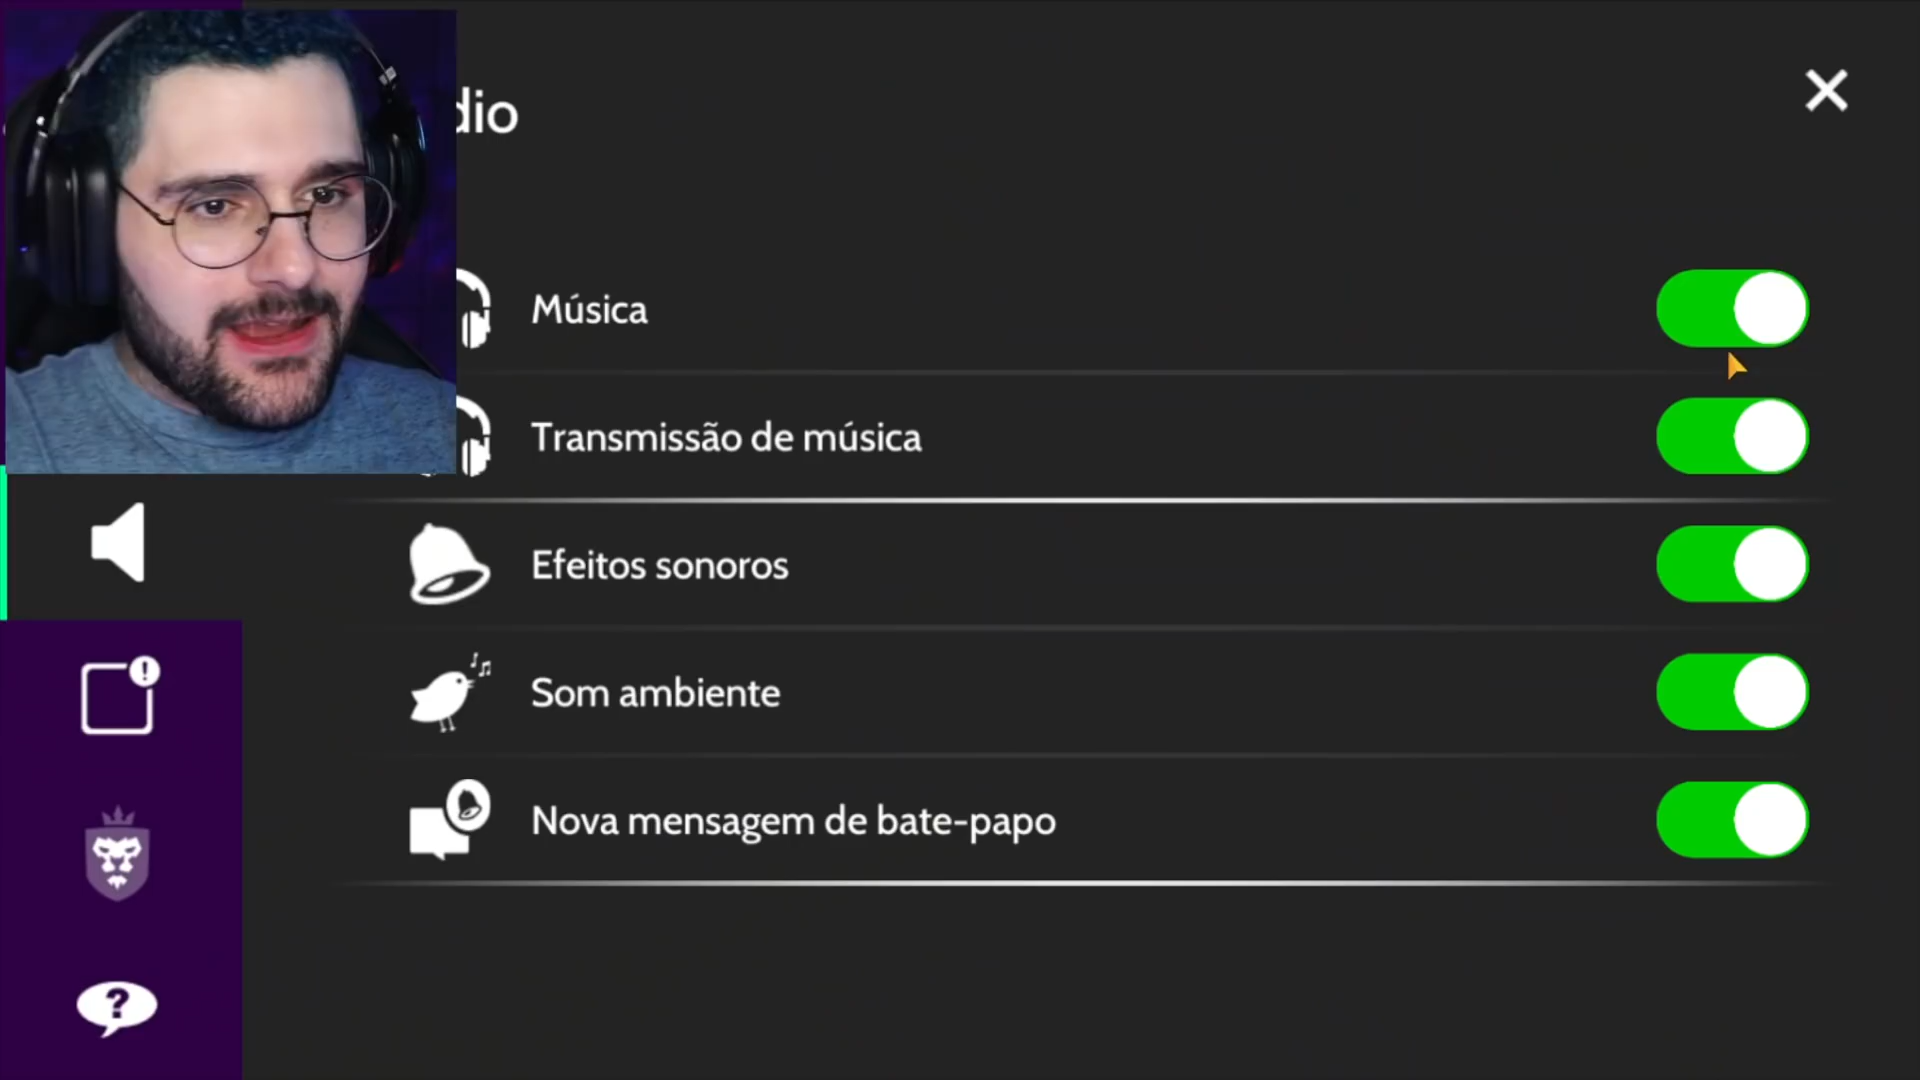 dio
Música
Transmissão de música
Efeitos sonoros
Som ambiente
Nova mensagem de bate-papo
!
?